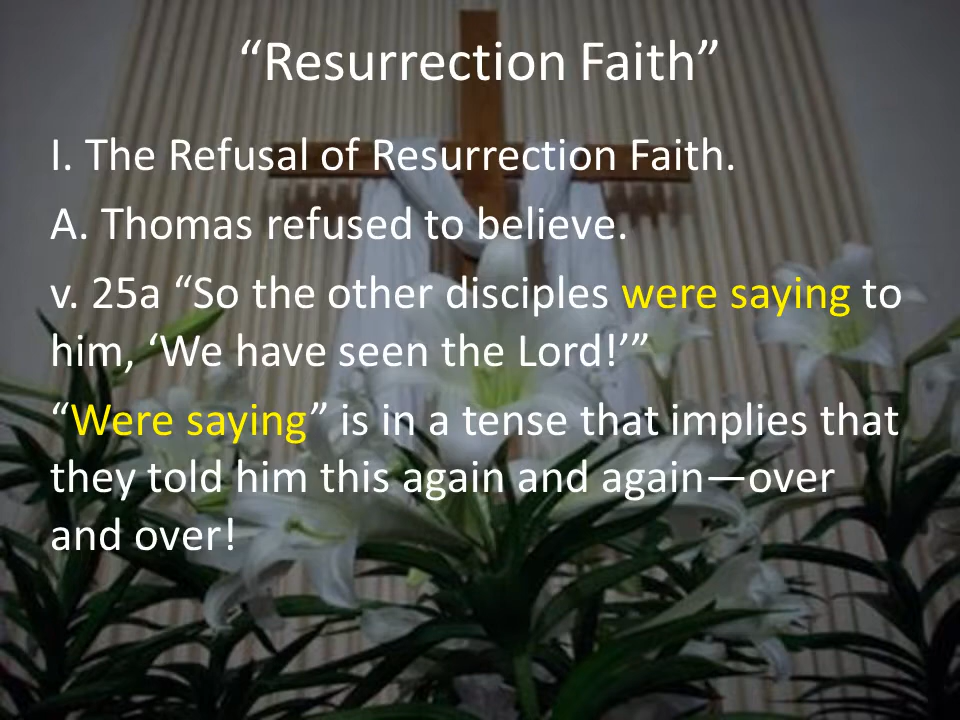 “Resurrection Faith”
I. The Refusal of Resurrection Faith.
A. Thomas refused to believe.
v. 25a “So the other disciples were saying to
him, ‘We have seen the Lord!’”
“Were saying” is in a tense that implies that
they told him this again and again—over
and over!